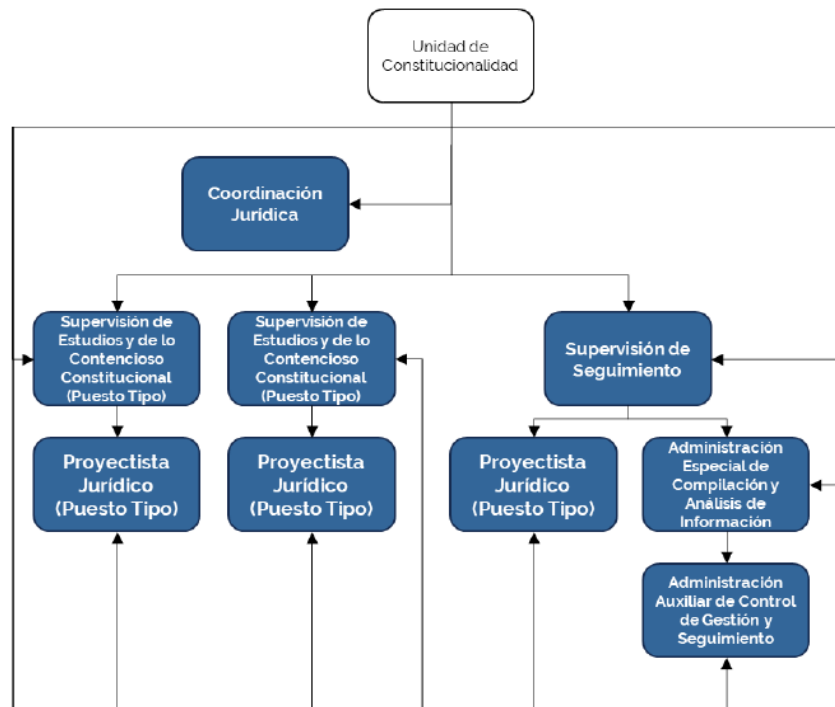 Unidad de
Constitucionalidad
Coordinación
Jurídica
Supervisión de
Estudios y de lo
Contencioso
Constitucional
(Puesto Tipo)
Supervisión de
Estudios y de lo
Contencioso
Constitucional
(Puesto Tipo)
Supervisión de
Seguimiento
Proyectista
Jurídico
(Puesto Tipo)
Proyectista
Jurídico
(Puesto Tipo)
Proyectista
Jurídico
(Puesto Tipo)
Administración
Especial de
Compilación y
Análisis de
Información
Administración
Auxiliar de Control
de Gestión y
Seguimiento